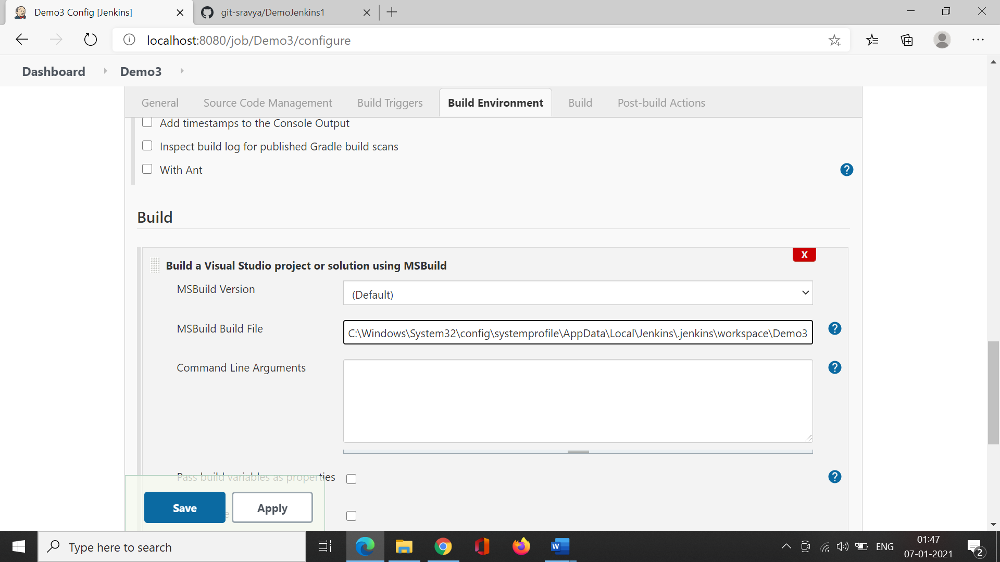 Demo3 Config [Jenkins]
git-sravya/DemoJenkins1
localhost:8080/job/Demo3/configure
Dashboard
Demo3
General
Source Code Management
Build Triggers
Build Environment
Build
Post-build Actions
Add timestamps to the Console Output
Inspect build log for published Gradle build scans
With Ant
?
Build
X
Build a Visual Studio project or solution using MSBuild
MSBuild Version
(Default)
MSBuild Build File
C:\Windows\System32\config\systemprofile\AppData\Local\Jenkins\.jenkins\workspace\Demo3
?
Command Line Arguments
?
Pass build variables as properties
?
Save
Apply
Type here to search
W
ENG
01:47
07-01-2021
2